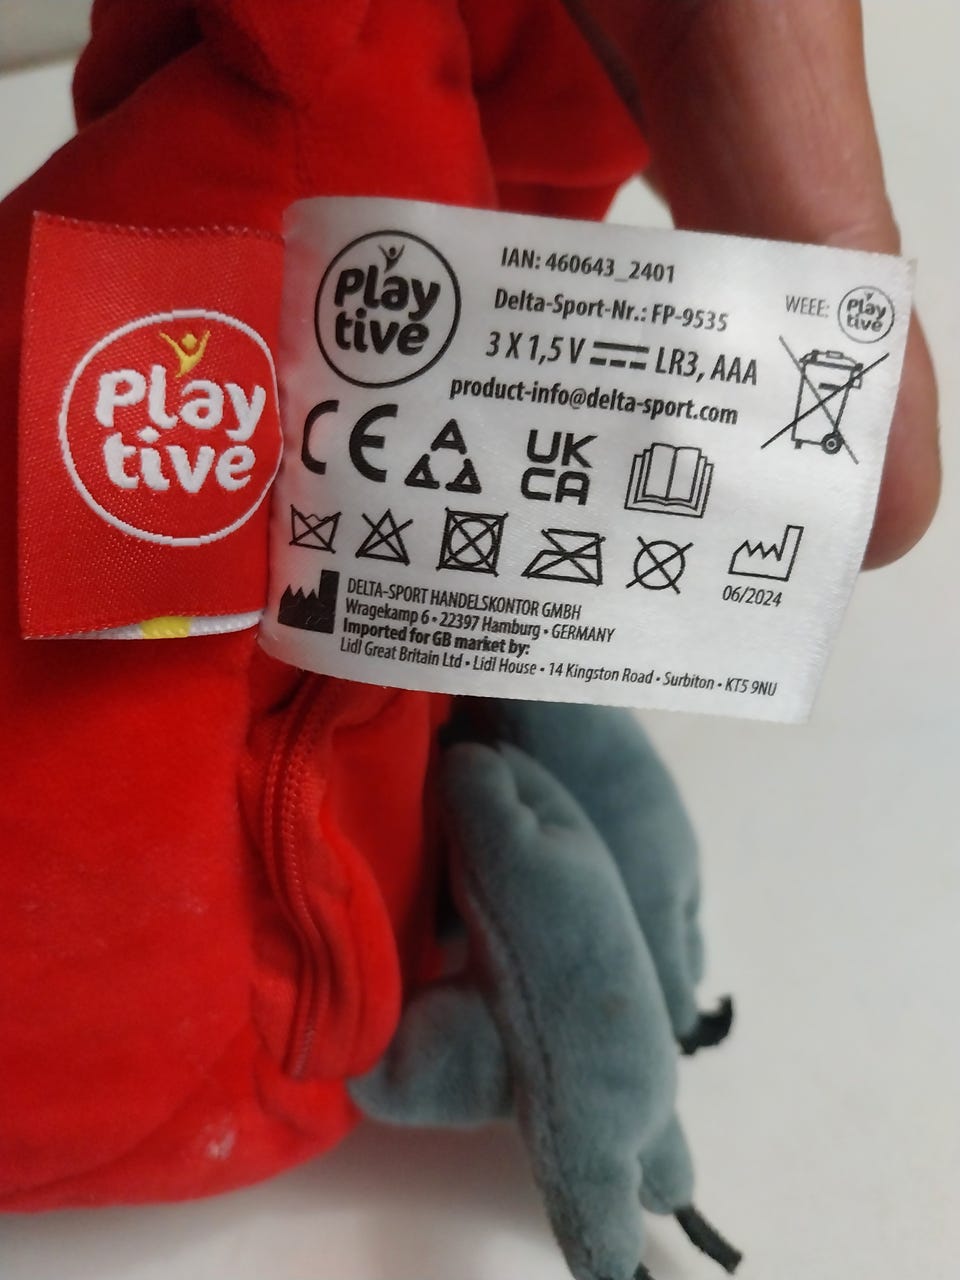 Play
tive
Play
tive
IAN: 460643_2401
Delta-Sport-Nr.: FP-9535
3 X 1,5 V LR3, AAA
product-info@delta-sport.com
WEEE: Play
tive
CE
UK
CA
06/2024
DELTA-SPORT HANDELSKONTOR GMBH
Wragekamp 6 • 22397 Hamburg • GERMANY
Imported for GB market by:
Lidl Great Britain Ltd • Lidl House • 14 Kingston Road • Surbiton • KT5 9NU